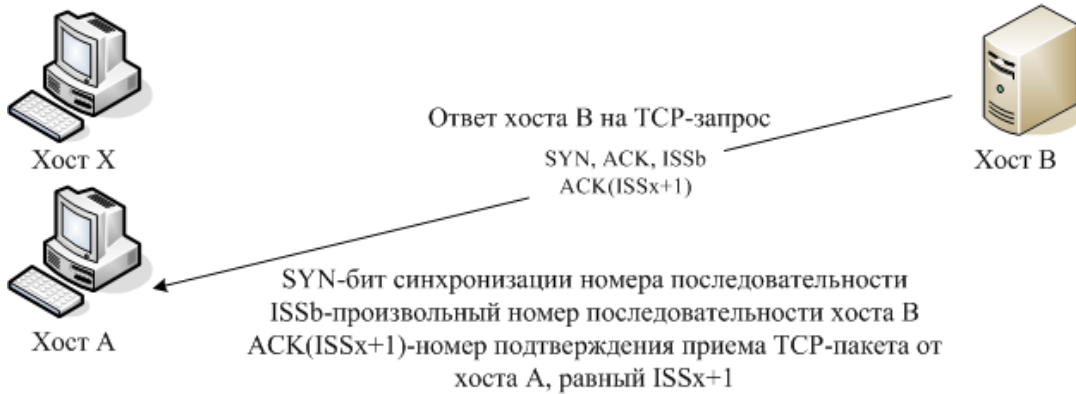 Ответ хоста B на TCP-запрос
SYN, ACK, ISSb
ACK(ISSx+1)
Хост X
Хост B
SYN-бит синхронизации номера последовательности
ISSb-произвольный номер последовательности хоста B
ACK(ISSx+1)-номер подтверждения приема TCP-пакета от
хоста A, равный ISSx+1
Хост A